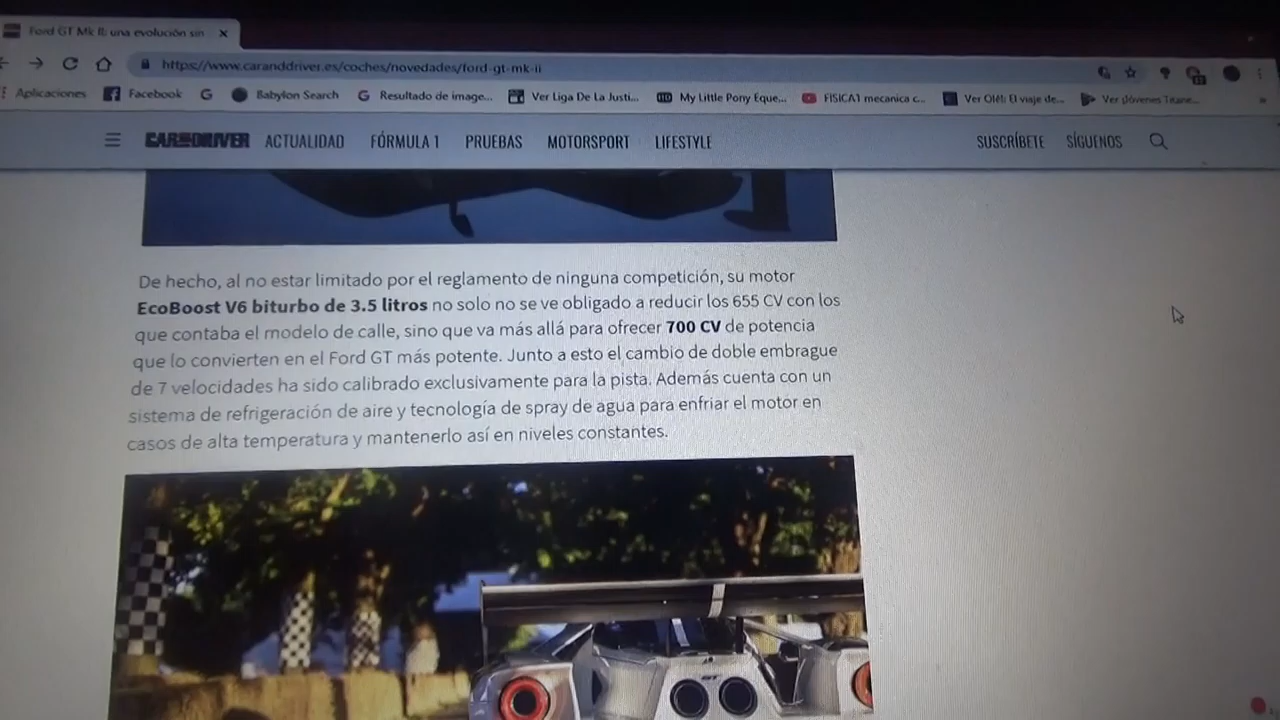 Ford GT Mk II: una evolución sin
https://www.caranddriver.es/coches/novedades/ford-gt-mk-ii
Aplicaciones Facebook Babylon Search Resultado de image... Ver Liga De La Justi... My Little Pony Eque... FISICA1 mecanica c... Ver Olé!: El viaje de... Ver Jóvenes Titane...
CAR AND DRIVER ACTUALIDAD FÓRMULA 1 PRUEBAS MOTORSPORT LIFESTYLE SUSCRÍBETE SÍGUENOS
De hecho, al no estar limitado por el reglamento de ninguna competición, su motor
EcoBoost V6 biturbo de 3.5 litros no solo no se ve obligado a reducir los 655 CV con los
que contaba el modelo de calle, sino que va más allá para ofrecer 700 CV de potencia
que lo convierten en el Ford GT más potente. Junto a esto el cambio de doble embrague
de 7 velocidades ha sido calibrado exclusivamente para la pista. Además cuenta con un
sistema de refrigeración de aire y tecnología de spray de agua para enfriar el motor en
casos de alta temperatura y mantenerlo así en niveles constantes.
GT